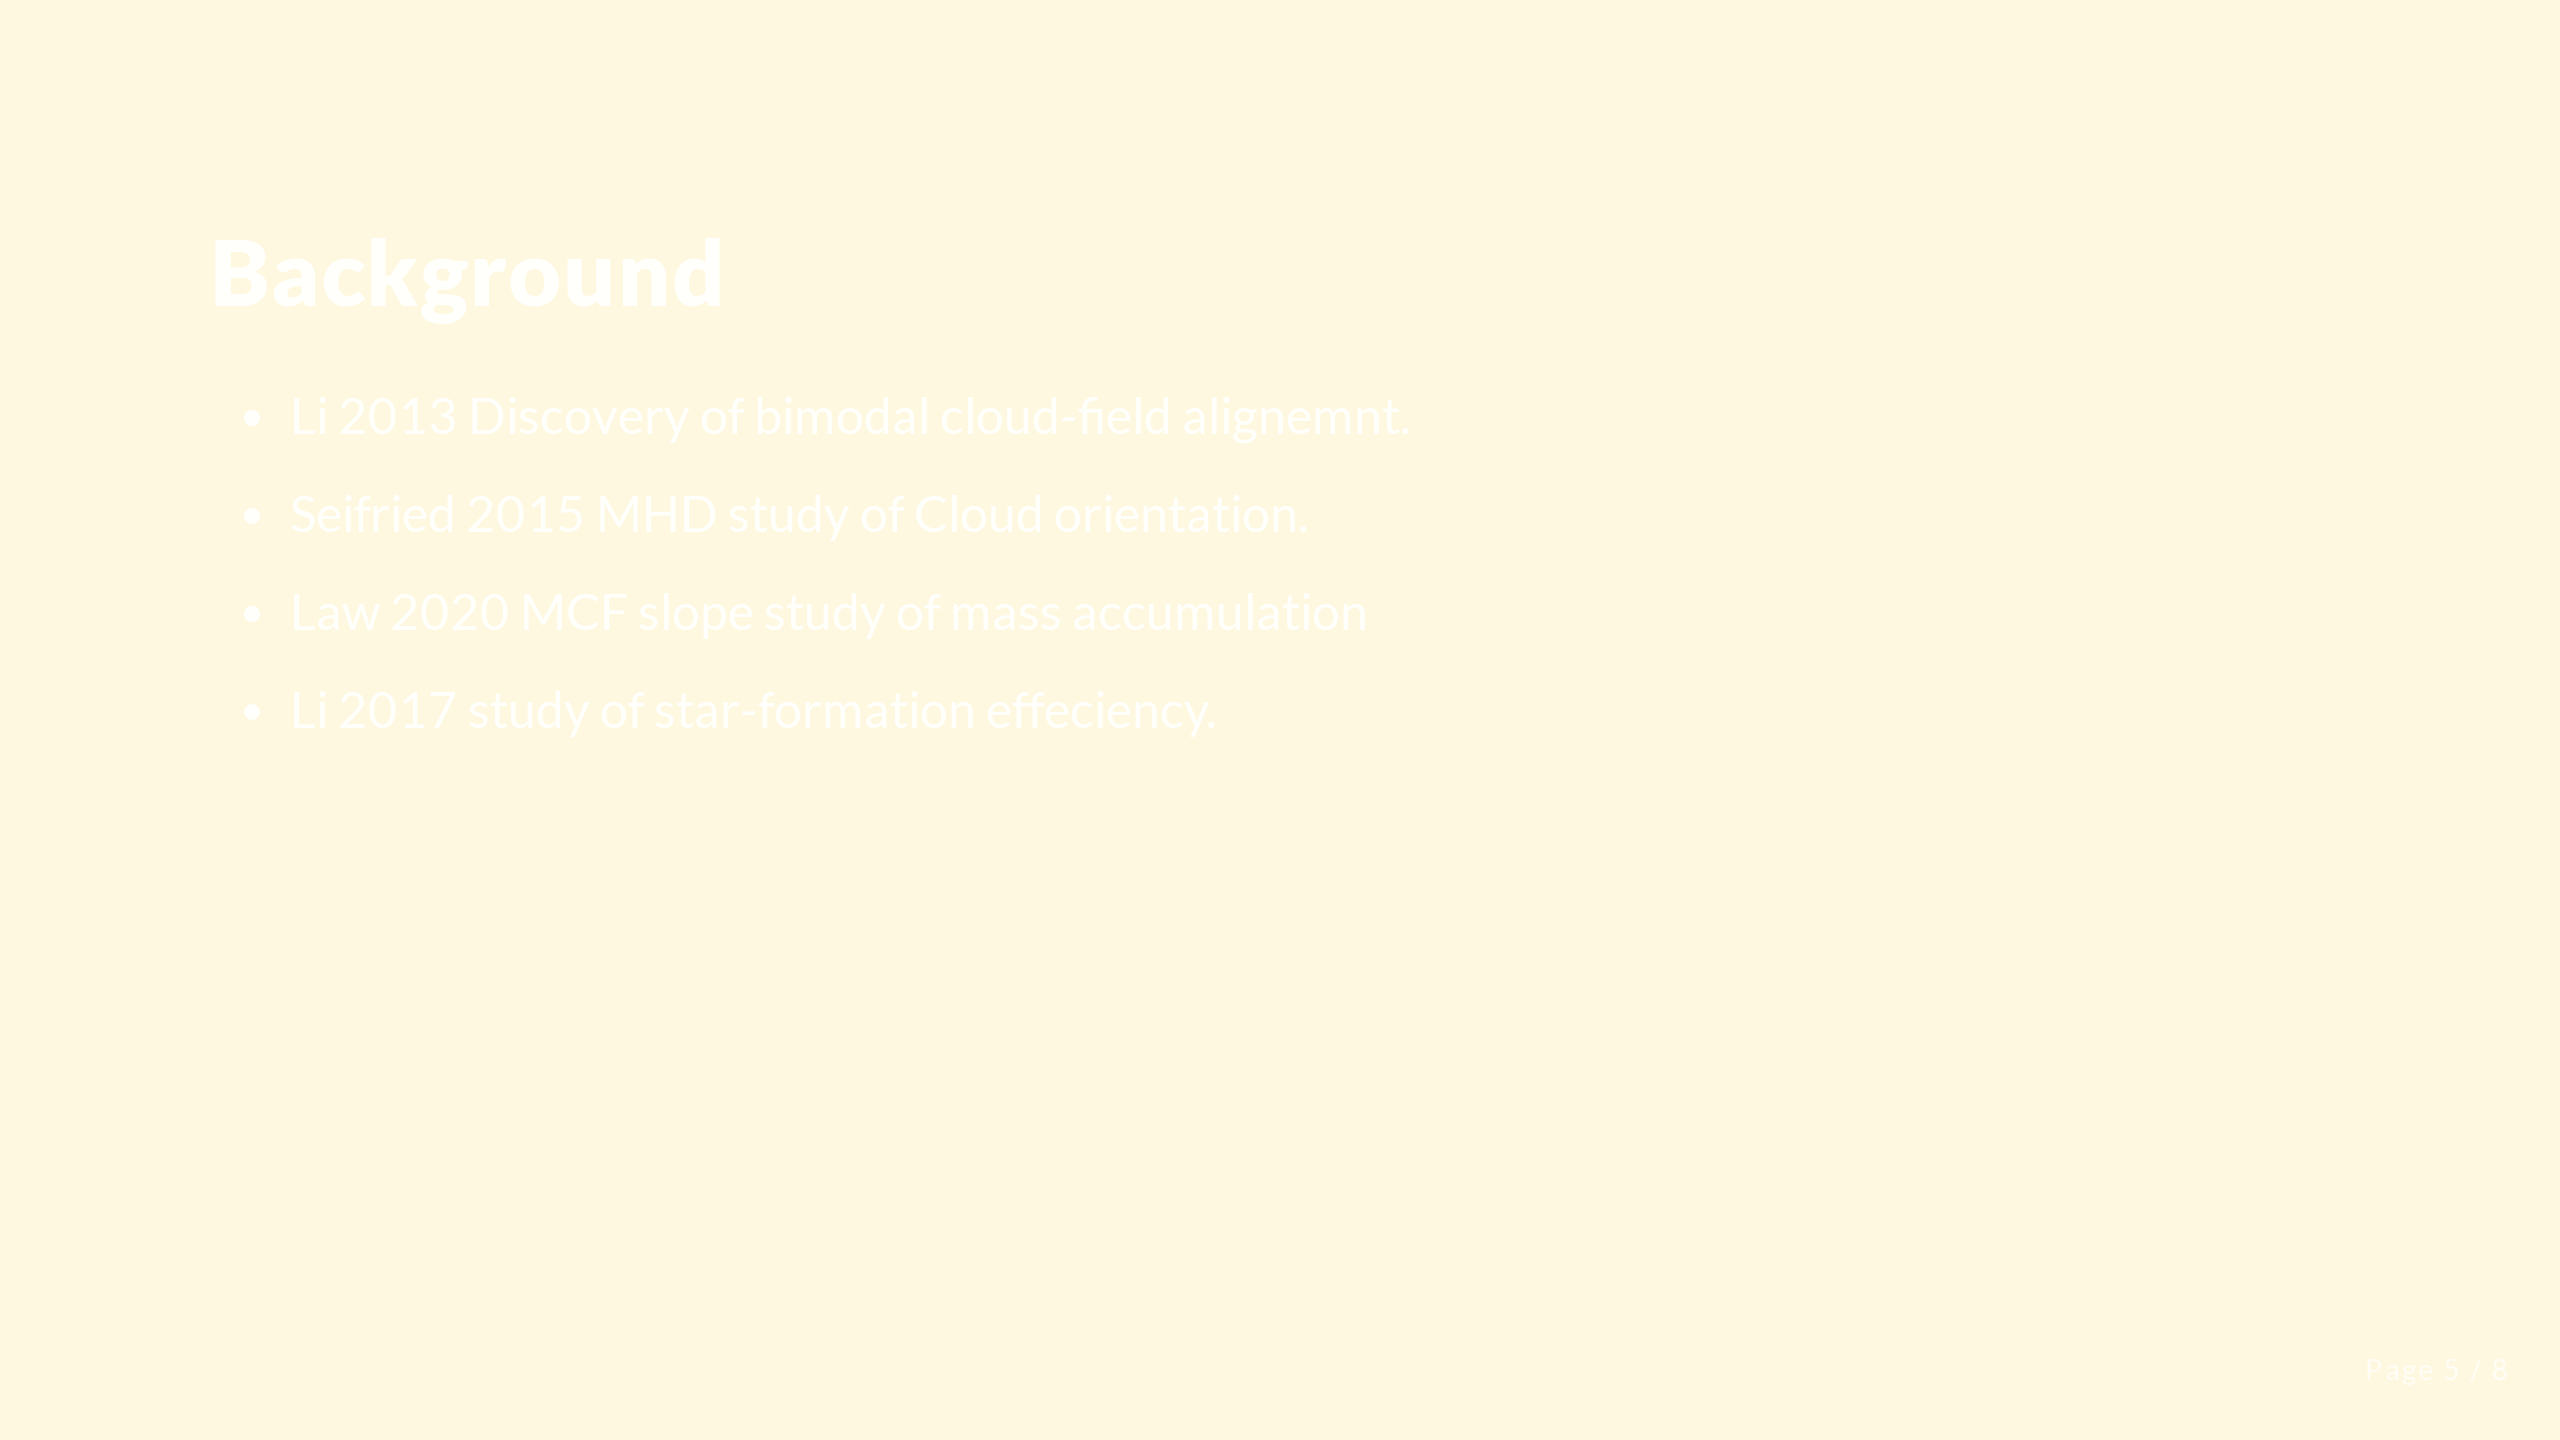 Background
• Li 2013 Discovery of bimodal cloud-field alignemnt.
• Seifried 2015 MHD study of Cloud orientation.
• Law 2020 MCF slope study of mass accumulation
• Li 2017 study of star-formation effeciency.
Page 5 / 8